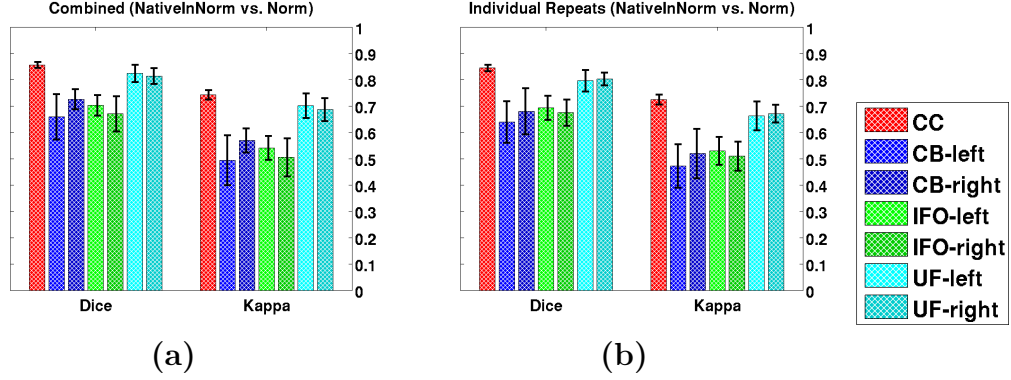 Combined (NativeInNorm vs. Norm)
1
0.9
0.8
0.7
0.6
0.5
0.4
0.3
0.2
0.1
0
Dice
Kappa
(a)
Individual Repeats (NativeInNorm vs. Norm)
1
0.9
0.8
0.7
0.6
0.5
0.4
0.3
0.2
0.1
0
Dice
Kappa
(b)
CC
CB-left
CB-right
IFO-left
IFO-right
UF-left
UF-right